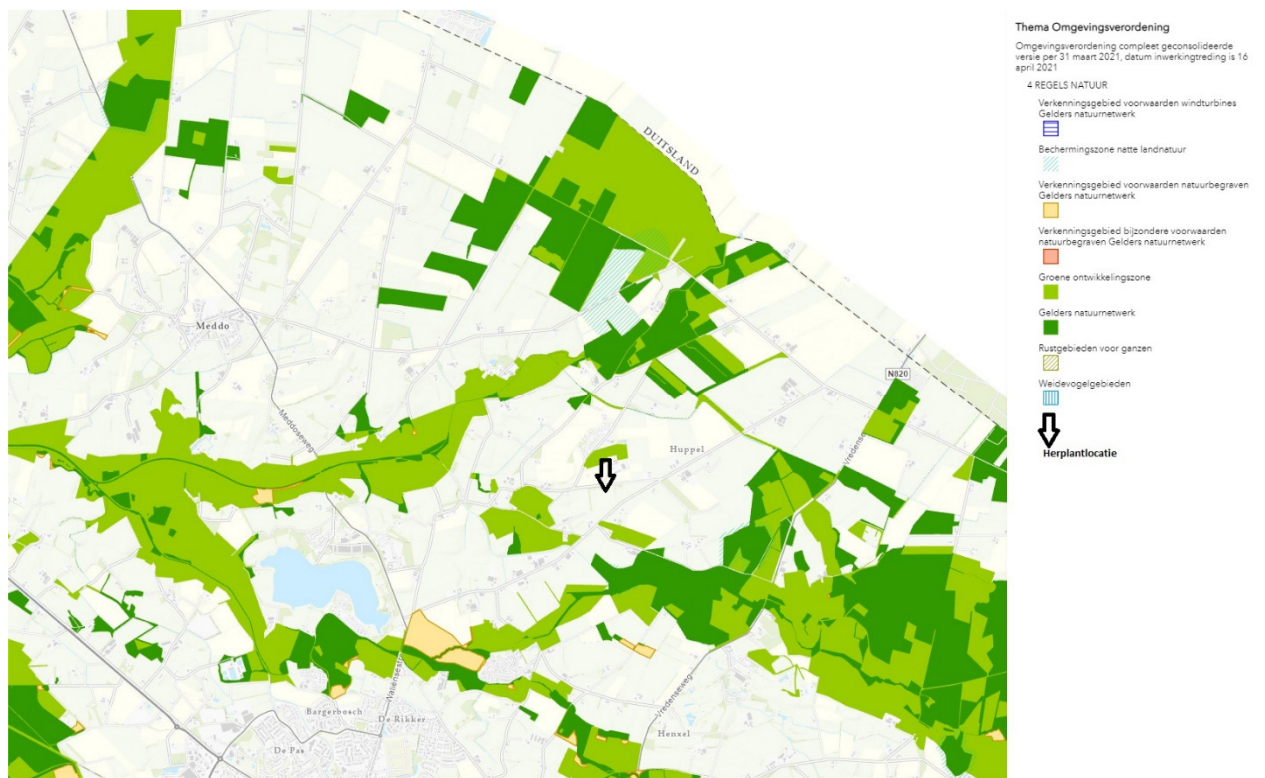 Thema Omgevingsverordening
Omgevingsverordening compleet geconsolideerde
versie per 31 maart 2021, datum inwerkingtreding is 16
april 2021
4 REGELS NATUUR
Verkenningsgebied voorwaarden windturbines
Gelders natuurnetwerk
Beschermingszone natte landnatuur
Verkenningsgebied voorwaarden natuurbegraven
Gelders natuurnetwerk
Verkenningsgebied bijzondere voorwaarden
natuurbegraven Gelders natuurnetwerk
Groene ontwikkelingszone
Gelders natuurnetwerk
Rustgebieden voor ganzen
Weidevogelgebieden
Herplantlocatie
DUITSLAND
Meddo
N820
Meddoseweg
Huppel
Vredense
Bargerbosch
De Rikker
De Pas
Vredenseweg
Henxel